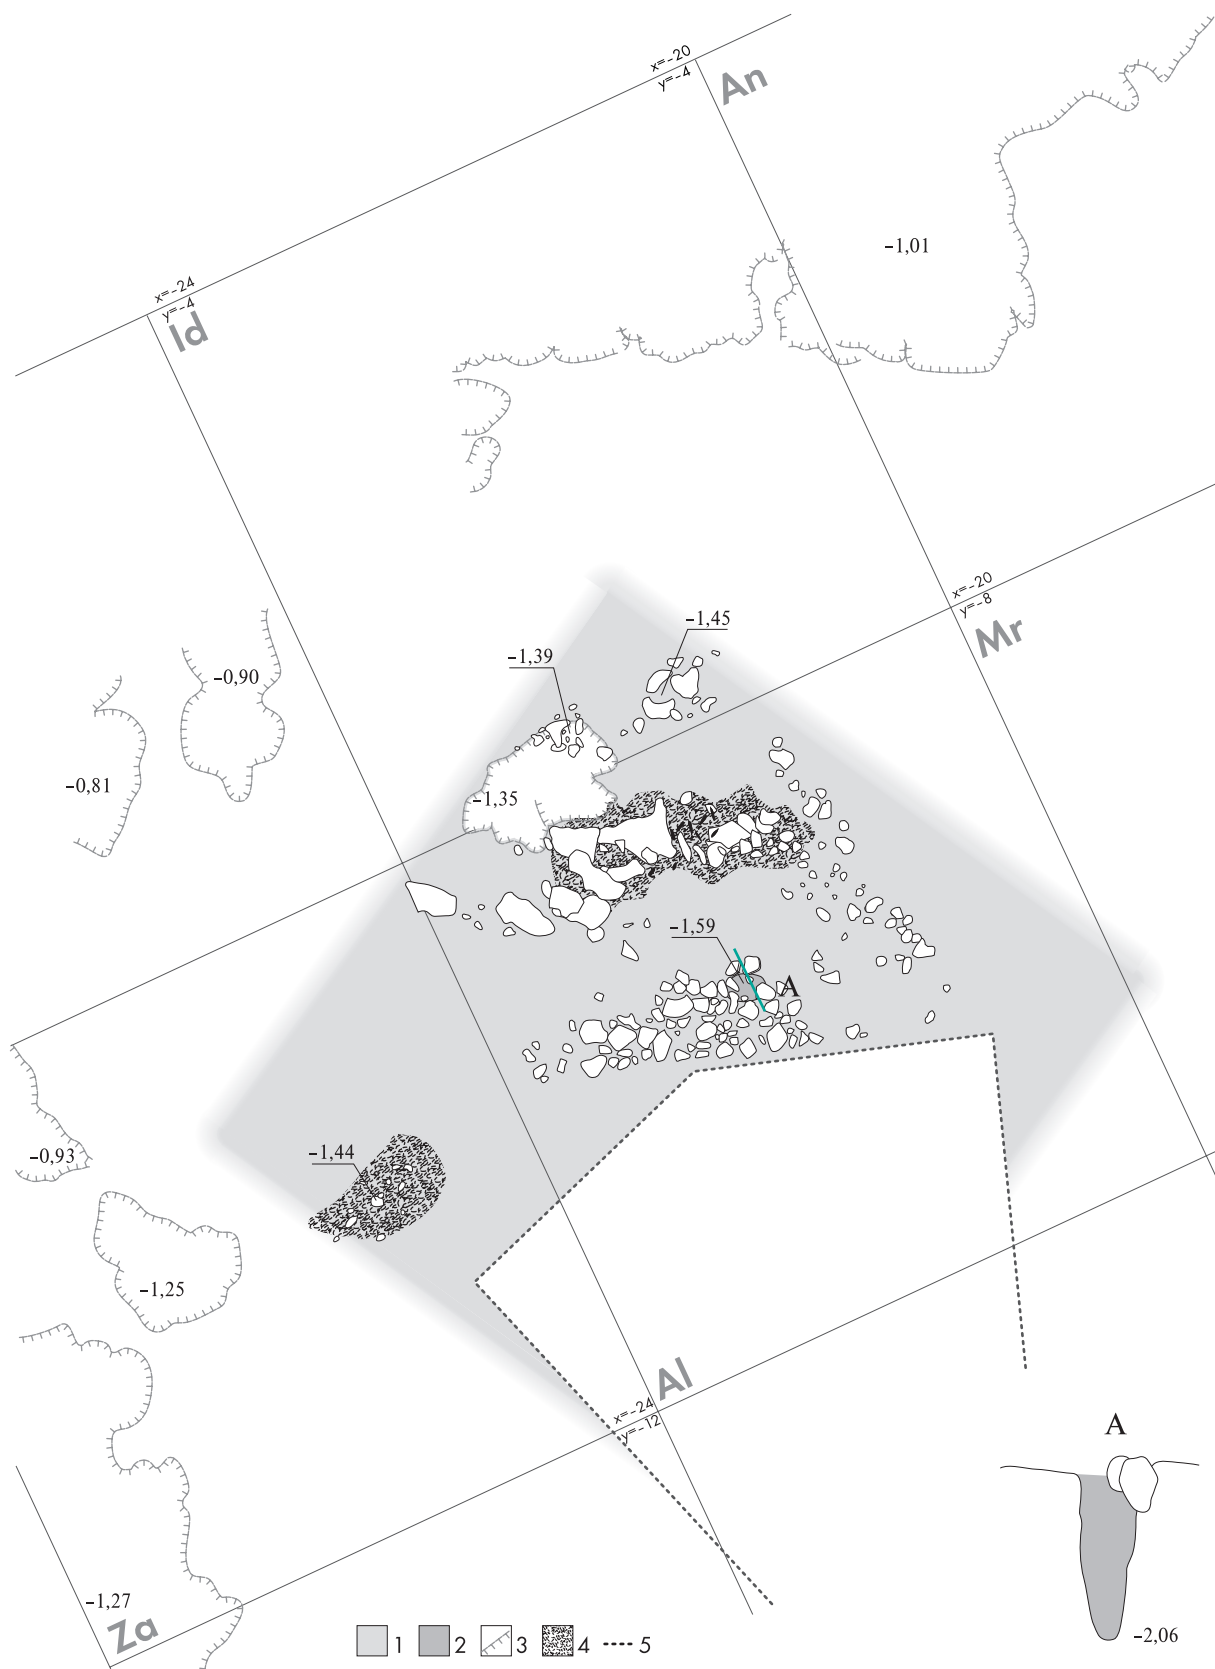 x=-20
y=-4
An
-1,01
x=-24
y=-4
Id
x=-20
y=-8
Mr
-1,45
-1,39
-0,90
-0,81
-1,35
-1,59
A
-0,93
-1,44
-1,25
Al
x=-24
y=-12
A
-1,27
Za
1 2 3 4 5
-2,06